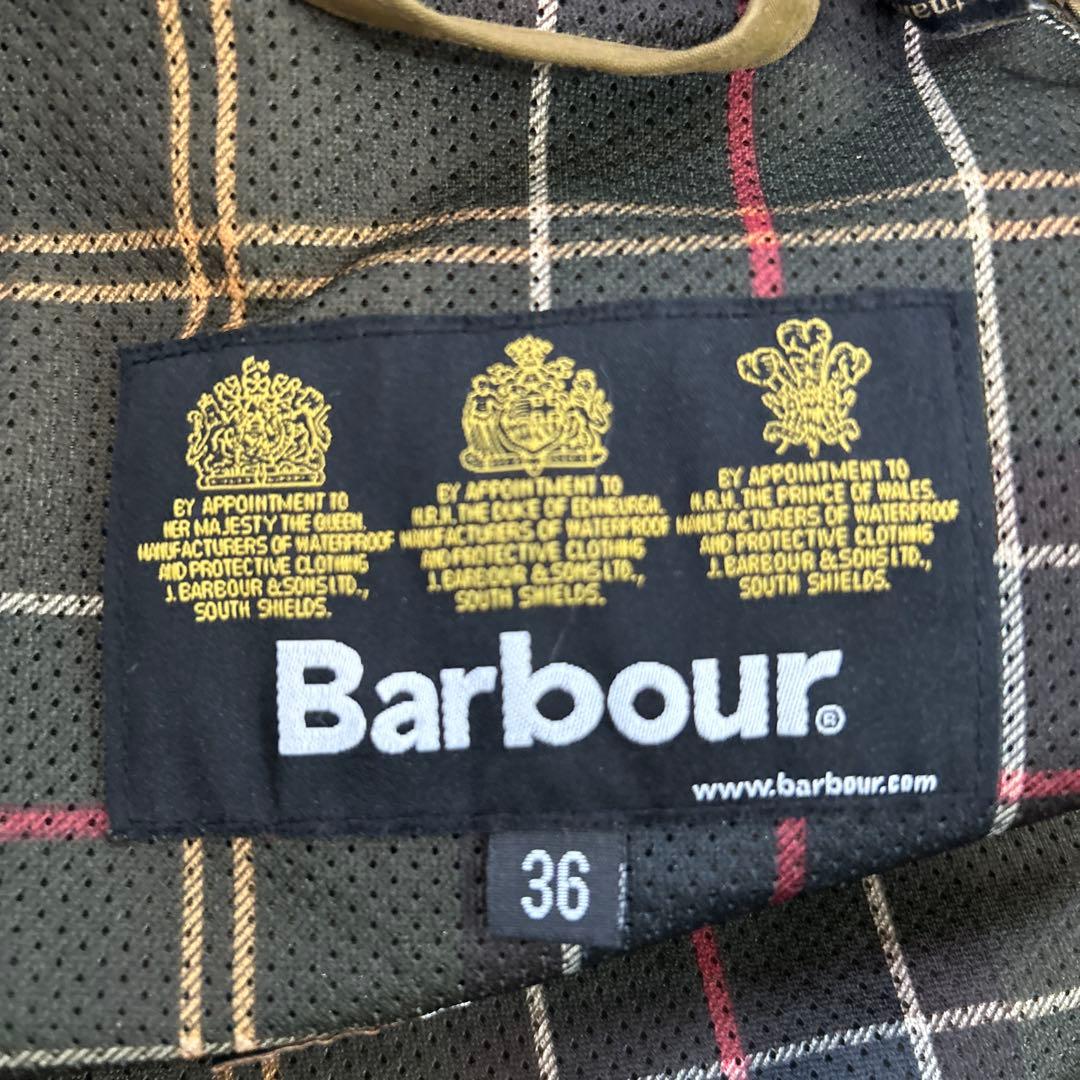 BY APPOINTMENT TO
HER MAJESTY THE QUEEN.
MANUFACTURERS OF WATERPROOF
AND PROTECTIVE CLOTHING
J. BARBOUR & SONS LTD.,
SOUTH SHIELDS.
BY APPOINTMENT TO
H.R.H. THE DUKE OF EDINBURGH.
MANUFACTURERS OF WATERPROOF
AND PROTECTIVE CLOTHING
J. BARBOUR & SONS LTD.,
SOUTH SHIELDS.
BY APPOINTMENT TO
H.R.H. THE PRINCE OF WALES.
MANUFACTURERS OF WATERPROOF
AND PROTECTIVE CLOTHING
J. BARBOUR & SONS LTD.,
SOUTH SHIELDS.
Barbour®
www.barbour.com
36